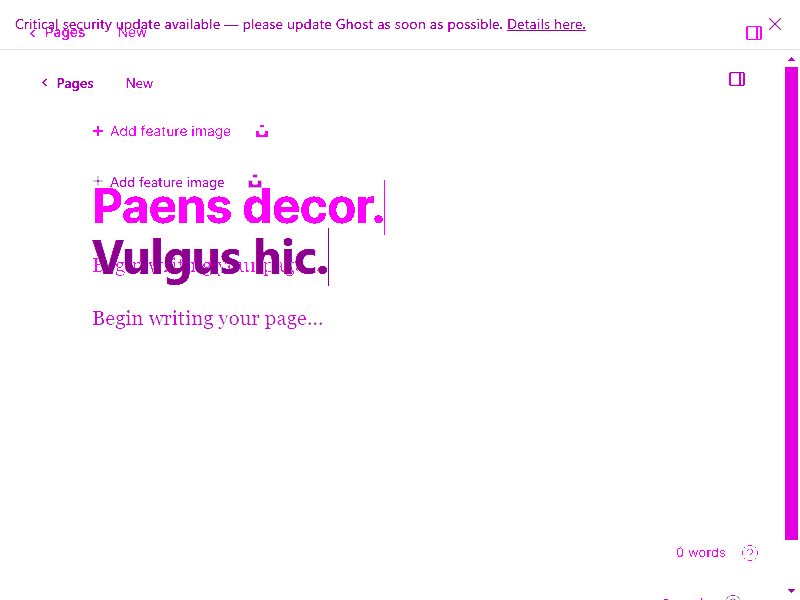 Critical security update available — please update Ghost as soon as possible. Details here.
Pages New
Pages New
Add feature image
Add feature image
Paens decor.
Vulgus hic.
Begin writing your page...
Begin writing your page...
0 words